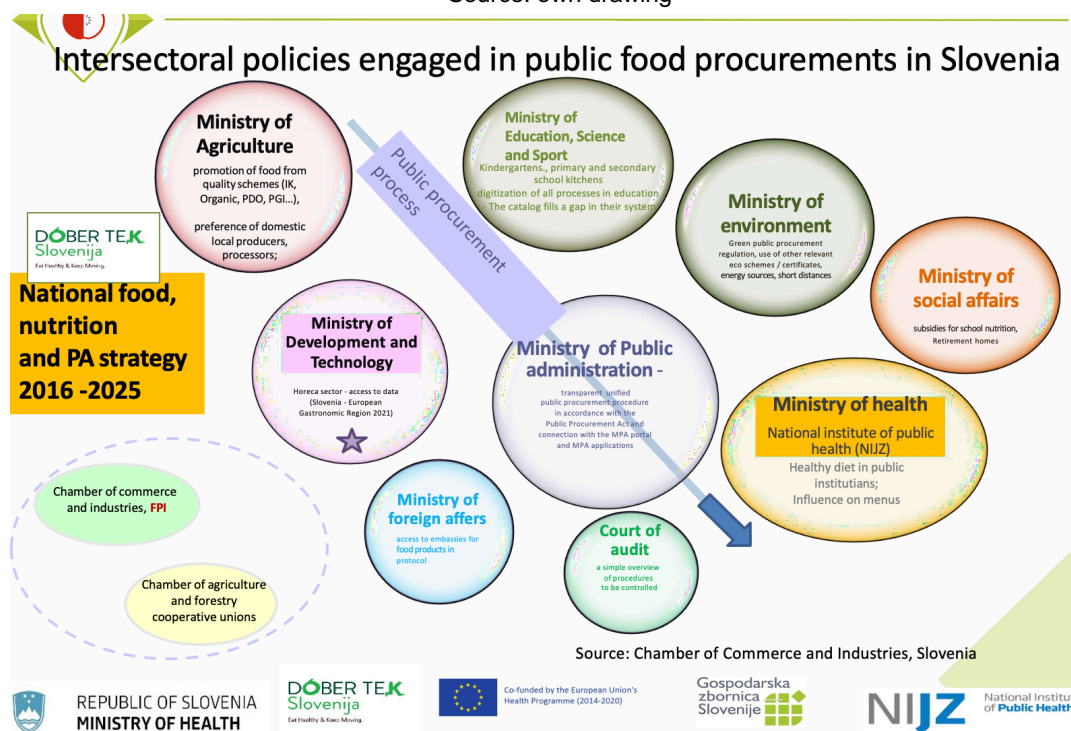 Source: own drawing
Intersectoral policies engaged in public food procurements in Slovenia
Ministry of
Agriculture
promotion of food from
quality schemes (IK,
Organic, PDO, PGI...),
preference of domestic
local producers,
processors;
Public procurement
process
Ministry of
Education, Science
and Sport
Kindergartens., primary and secondary
school kitchens
digitization of all processes in education
- The catalog fills a gap in their system
Ministry of
environment
Green public procurement
regulation, use of other relevant
eco schemes / certificates,
energy sources, short distances
Ministry of
social affairs
subsidies for school nutrition,
Retirement homes
DOBER TEK
Slovenija
Eat Healthy & Keep Moving.
National food,
nutrition
and PA strategy
2016 -2025
Ministry of
Development and
Technology
Horeca sector - access to data
(Slovenia - European
Gastronomic Region 2021)
Ministry of Public
administration -
transparent unified
public procurement procedure
in accordance with the
Public Procurement Act and
connection with the MPA portal
and MPA applications
Ministry of health
National institute of public
health (NIJZ)
Healthy diet in public
institutians;
Influence on menus
Chamber of commerce
and industries, FPI
Chamber of agriculture
and forestry
cooperative unions
Ministry of
foreign affers
access to embassies for
food products in
protocol
Court of
audit
a simple overview
of procedures
to be controlled
Source: Chamber of Commerce and Industries, Slovenia
REPUBLIC OF SLOVENIA
MINISTRY OF HEALTH
DOBER TEK
Slovenija
Eat Healthy & Keep Moving.
Co-funded by the European Union's
Health Programme (2014-2020)
Gospodarska
zbornica
Slovenije
NIJZ
National Institu
of Public Health